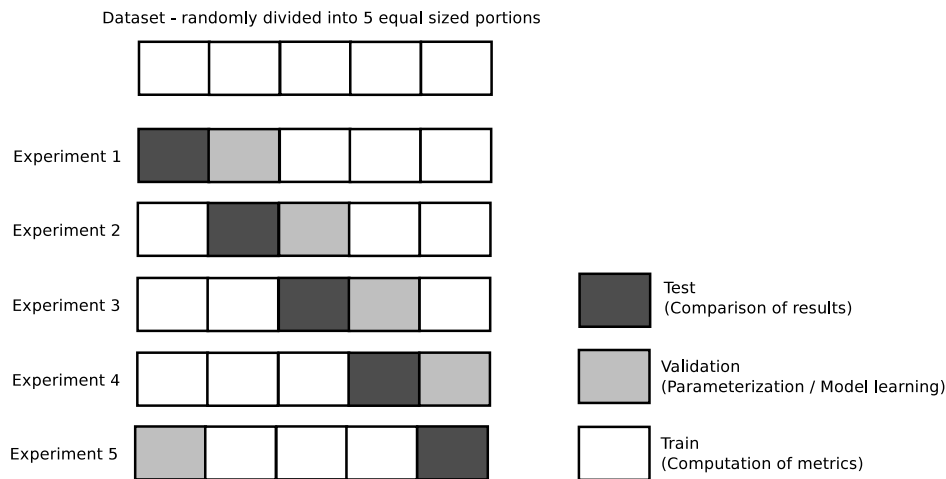 Dataset - randomly divided into 5 equal sized portions
Experiment 1
Experiment 2
Experiment 3
Experiment 4
Experiment 5
Test
(Comparison of results)
Validation
(Parameterization / Model learning)
Train
(Computation of metrics)